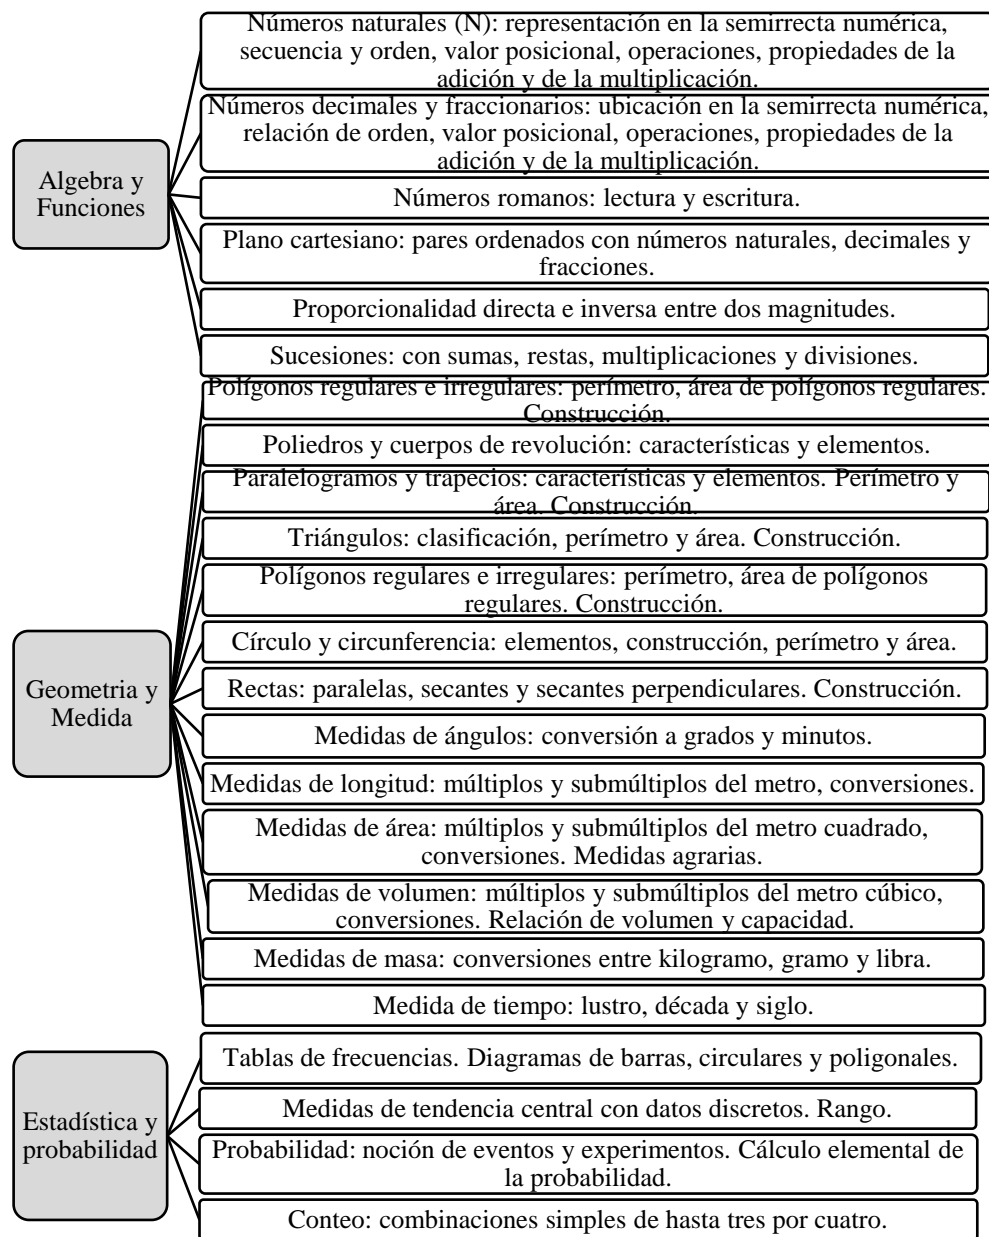 Números naturales (N): representación en la semirrecta numérica,
secuencia y orden, valor posicional, operaciones, propiedades de la
adición y de la multiplicación.
Números decimales y fraccionarios: ubicación en la semirrecta numérica,
relación de orden, valor posicional, operaciones, propiedades de la
adición y de la multiplicación.
Algebra y
Funciones
Números romanos: lectura y escritura.
Plano cartesiano: pares ordenados con números naturales, decimales y
fracciones.
Proporcionalidad directa e inversa entre dos magnitudes.
Sucesiones: con sumas, restas, multiplicaciones y divisiones.
Polígonos regulares e irregulares: perímetro, área de polígonos regulares.
Construcción.
Poliedros y cuerpos de revolución: características y elementos.
Paralelogramos y trapecios: características y elementos. Perímetro y
área. Construcción.
Triángulos: clasificación, perímetro y área. Construcción.
Polígonos regulares e irregulares: perímetro, área de polígonos
regulares. Construcción.
Círculo y circunferencia: elementos, construcción, perímetro y área.
Geometria y
Medida
Rectas: paralelas, secantes y secantes perpendiculares. Construcción.
Medidas de ángulos: conversión a grados y minutos.
Medidas de longitud: múltiplos y submúltiplos del metro, conversiones.
Medidas de área: múltiplos y submúltiplos del metro cuadrado,
conversiones. Medidas agrarias.
Medidas de volumen: múltiplos y submúltiplos del metro cúbico,
conversiones. Relación de volumen y capacidad.
Medidas de masa: conversiones entre kilogramo, gramo y libra.
Medida de tiempo: lustro, década y siglo.
Tablas de frecuencias. Diagramas de barras, circulares y poligonales.
Medidas de tendencia central con datos discretos. Rango.
Estadística y
probabilidad
Probabilidad: noción de eventos y experimentos. Cálculo elemental de
la probabilidad.
Conteo: combinaciones simples de hasta tres por cuatro.